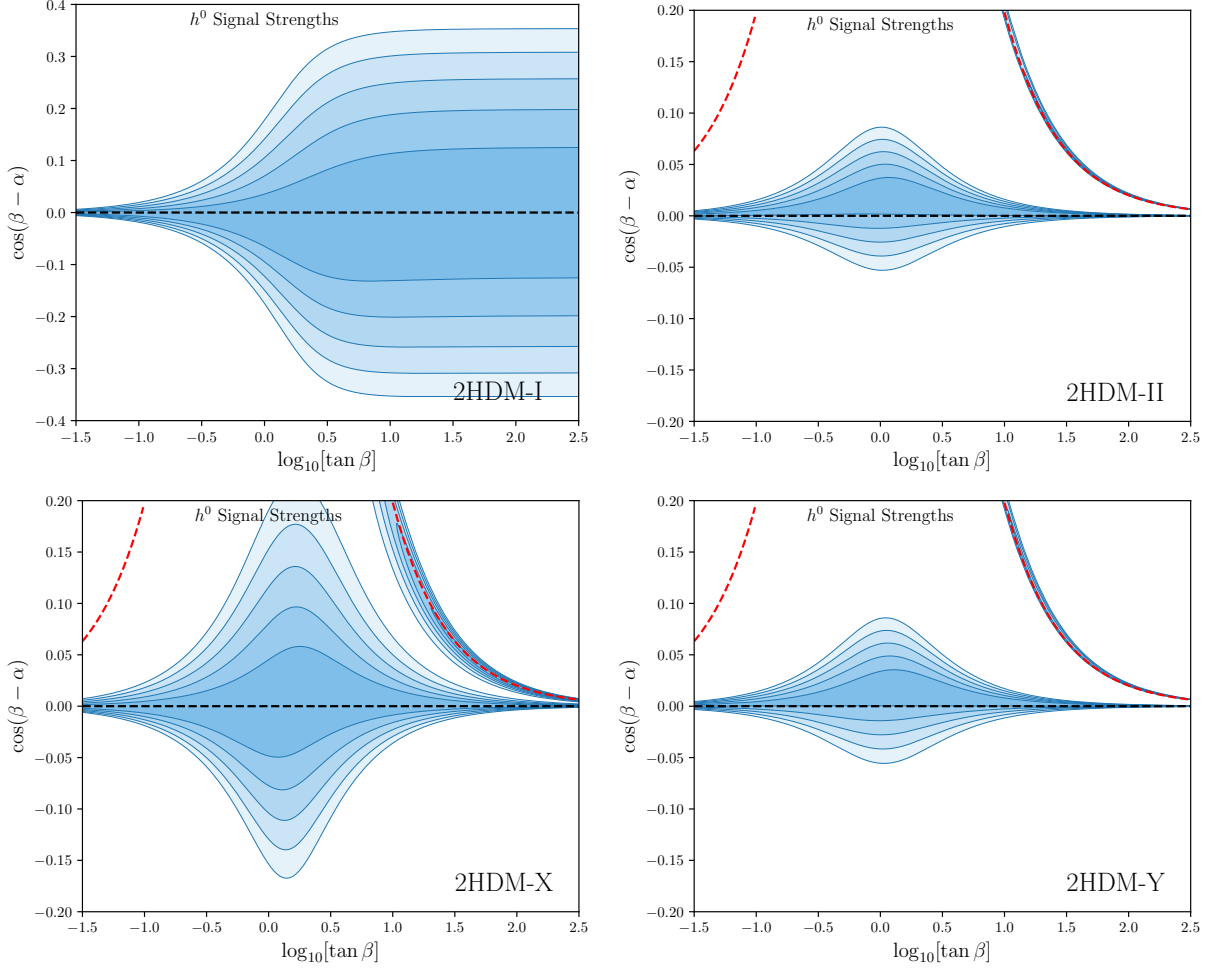 h⁰ Signal Strengths
0.4
0.3
0.2
0.1
0.0
−0.1
−0.2
−0.3
−0.4
cos(β − α)
2HDM-I
−1.5 −1.0 −0.5 0.0 0.5 1.0 1.5 2.0 2.5
log₁₀[tan β]
h⁰ Signal Strengths
0.20
0.15
0.10
0.05
0.00
−0.05
−0.10
−0.15
−0.20
cos(β − α)
2HDM-II
−1.5 −1.0 −0.5 0.0 0.5 1.0 1.5 2.0 2.5
log₁₀[tan β]
h⁰ Signal Strengths
0.20
0.15
0.10
0.05
0.00
−0.05
−0.10
−0.15
−0.20
cos(β − α)
2HDM-X
−1.5 −1.0 −0.5 0.0 0.5 1.0 1.5 2.0 2.5
log₁₀[tan β]
h⁰ Signal Strengths
0.20
0.15
0.10
0.05
0.00
−0.05
−0.10
−0.15
−0.20
cos(β − α)
2HDM-Y
−1.5 −1.0 −0.5 0.0 0.5 1.0 1.5 2.0 2.5
log₁₀[tan β]